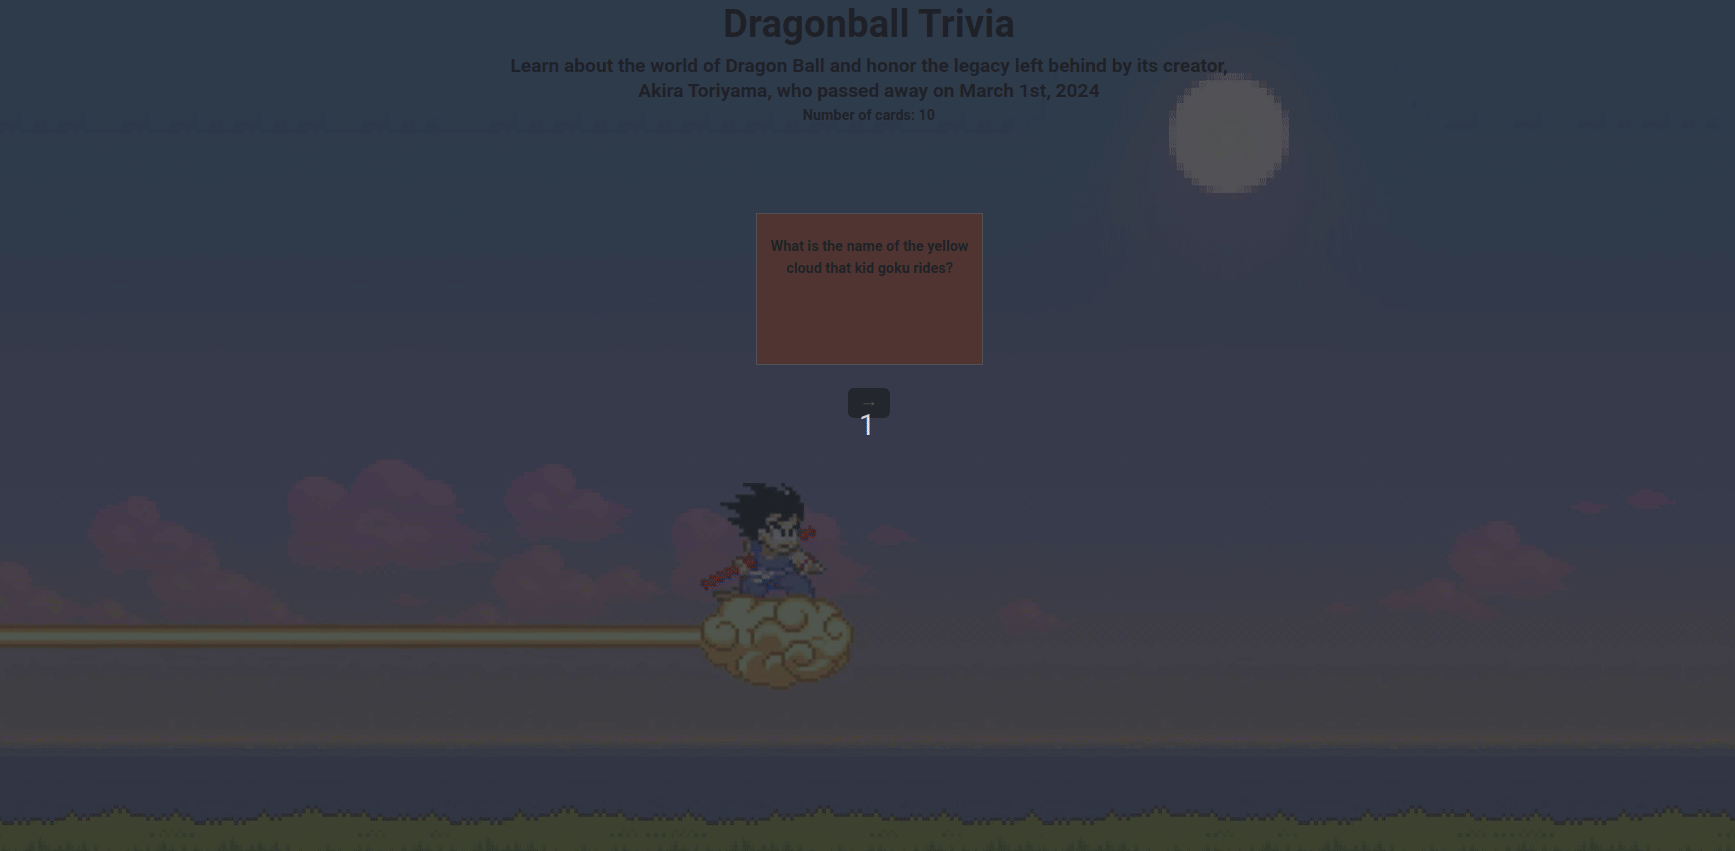 Dragonball Trivia
Learn about the world of Dragon Ball and honor the legacy left behind by its creator,
Akira Toriyama, who passed away on March 1st, 2024
Number of cards: 10
What is the name of the yellow
cloud that kid goku rides?
→
1